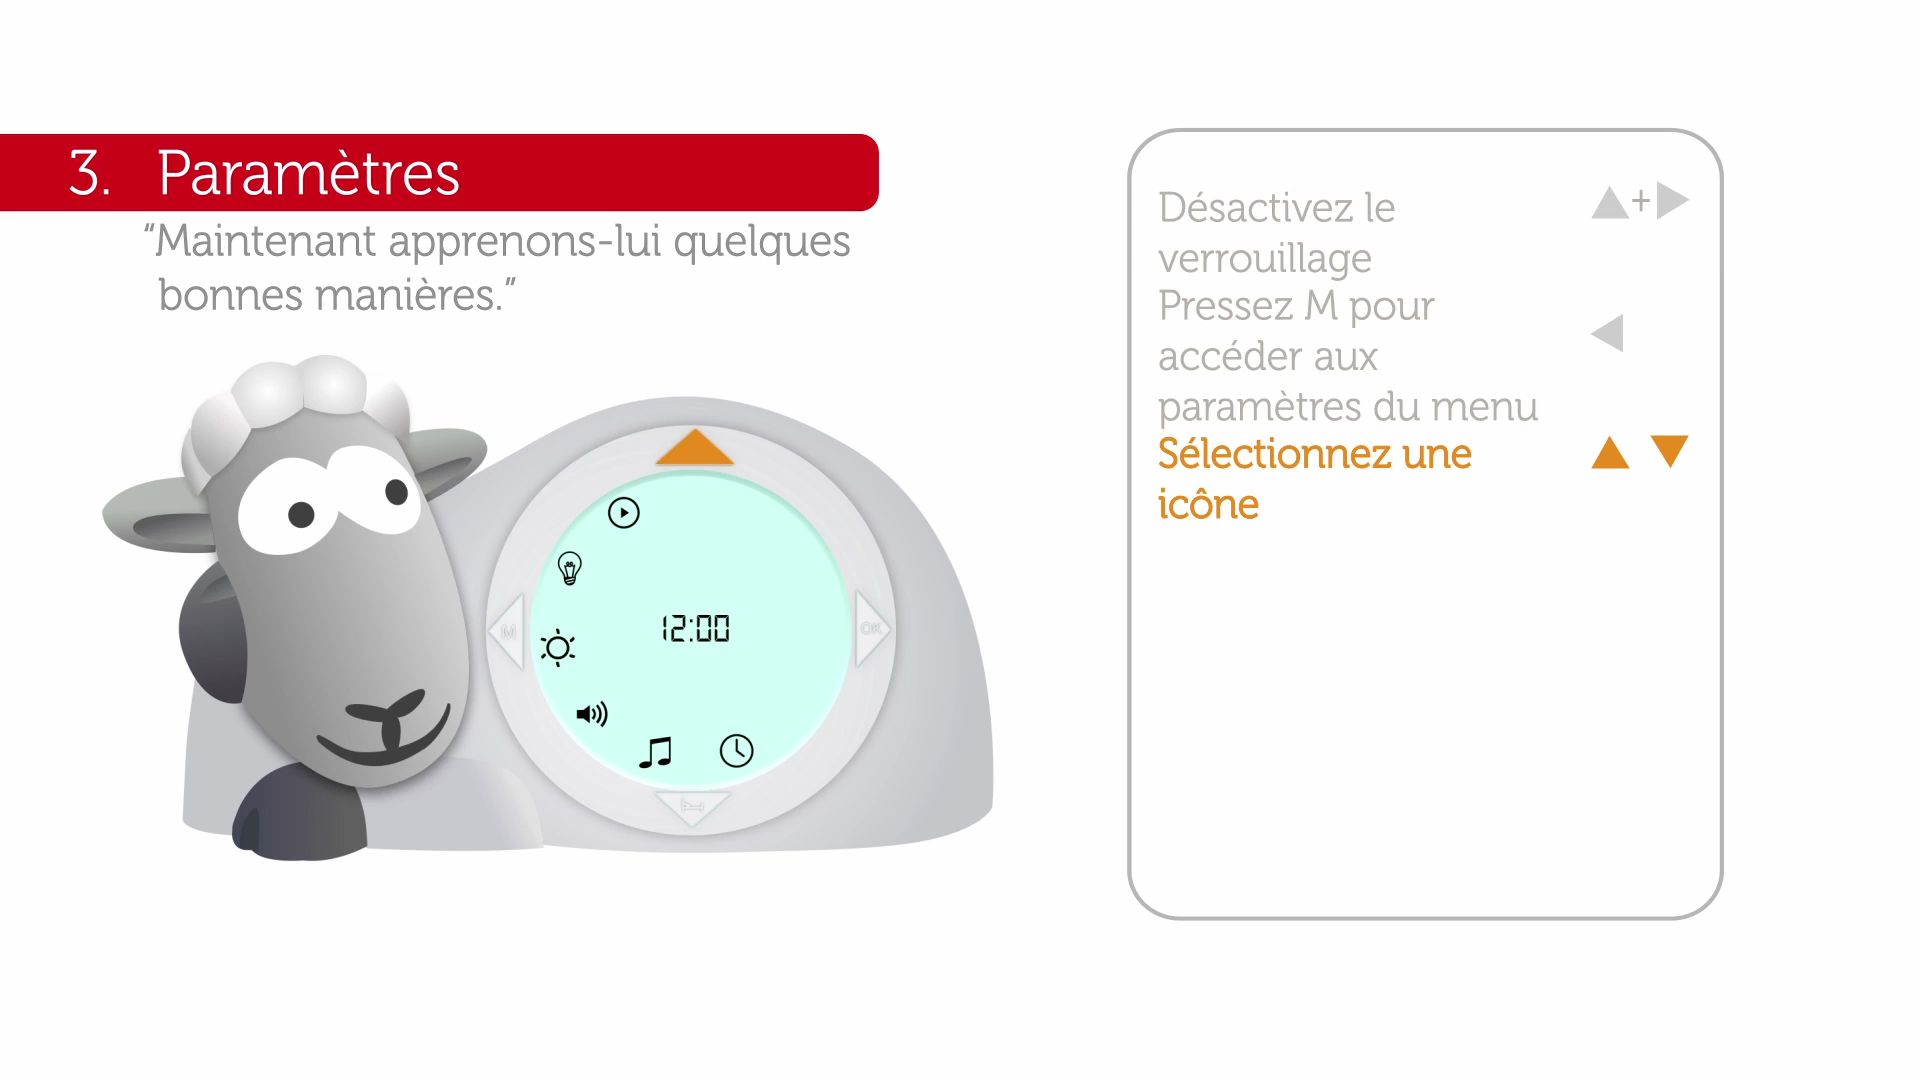 3. Paramètres
“Maintenant apprenons-lui quelques
bonnes manières.”
M
12:00
OK
Désactivez le
verrouillage
+
Pressez M pour
accéder aux
paramètres du menu
Sélectionnez une
icône